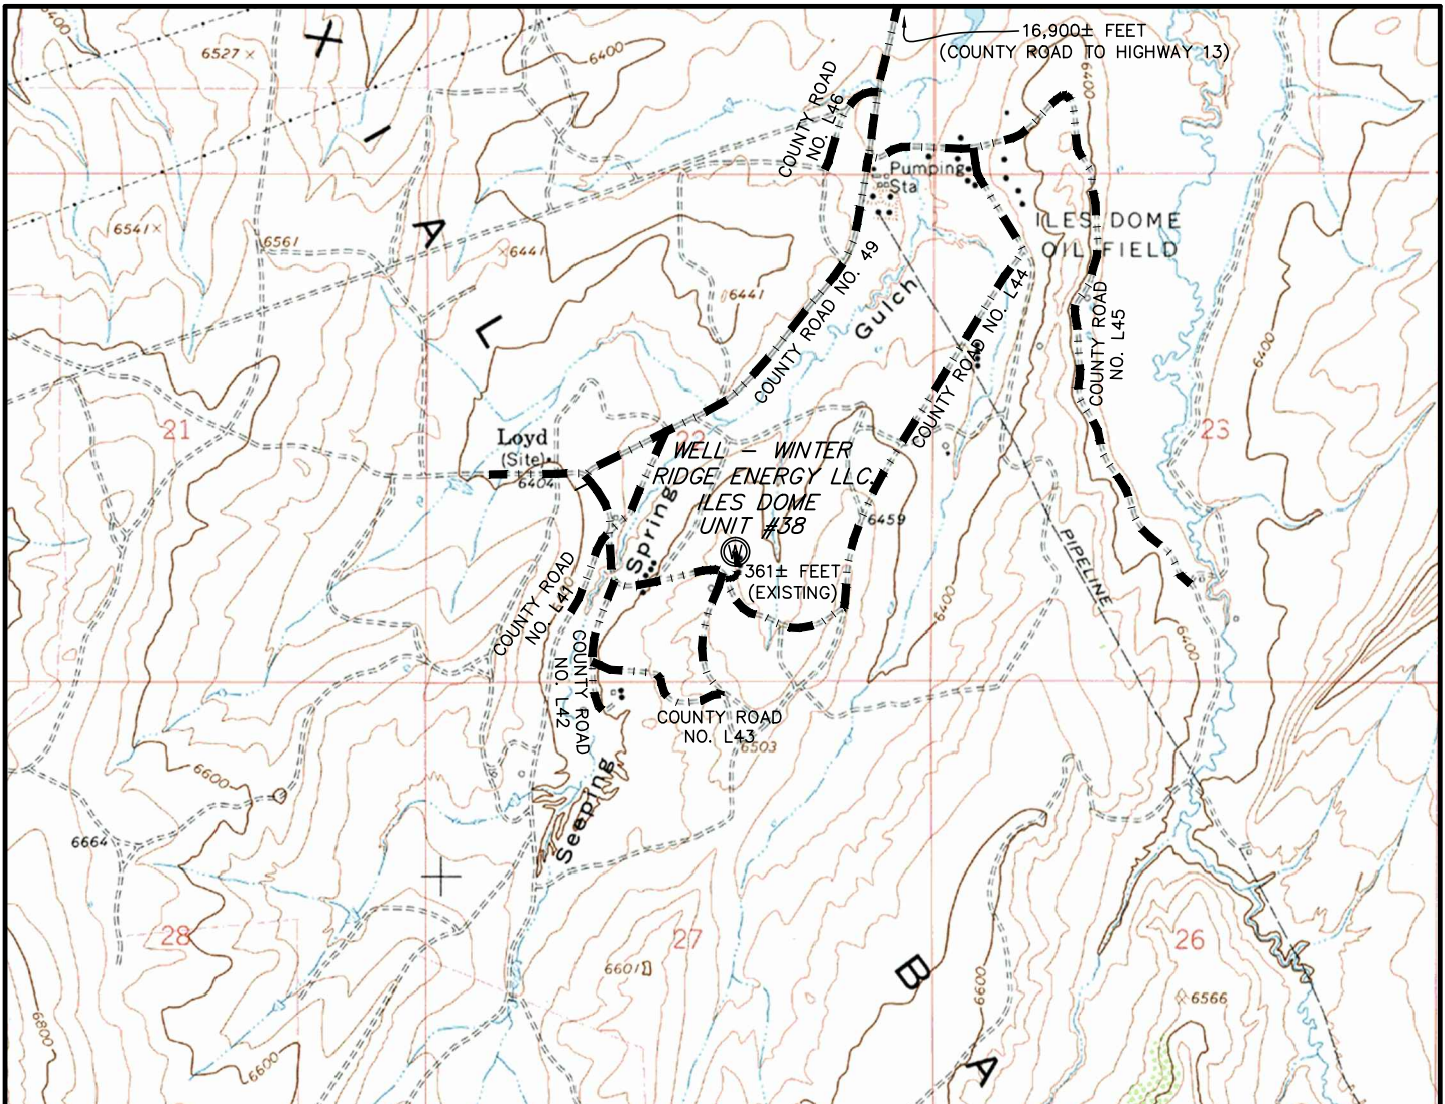 6400
X
6527
6400
16,900± FEET
(COUNTY ROAD TO HIGHWAY 13)
6400
COUNTY ROAD
NO. L46
I
Pumping
Sta
ILES DOME
OIL FIELD
6541
A
6561
6441
6441
COUNTY ROAD NO. 49
Gulch
COUNTY ROAD NO. L44
COUNTY ROAD
NO. L45
6400
L
21
22
23
Loyd
(Site)
6404
WELL – WINTER
RIDGE ENERGY LLC.
ILES DOME
UNIT #38
W
Spring
6459
361± FEET
(EXISTING)
PIPELINE
6400
6400
COUNTY ROAD
NO. L41
COUNTY ROAD
NO. L42
COUNTY ROAD
NO. L43
6503
6600
6664
Seeping
28
27
26
6601
B
6600
6566
6800
6600
A